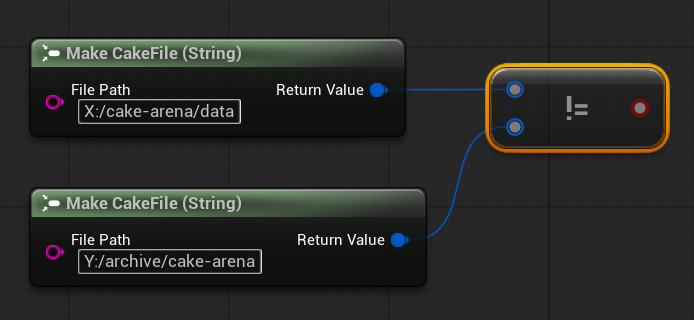 Make CakeFile (String)
File Path
Return Value
X:/cake-arena/data
!=
Make CakeFile (String)
File Path
Return Value
Y:/archive/cake-arena